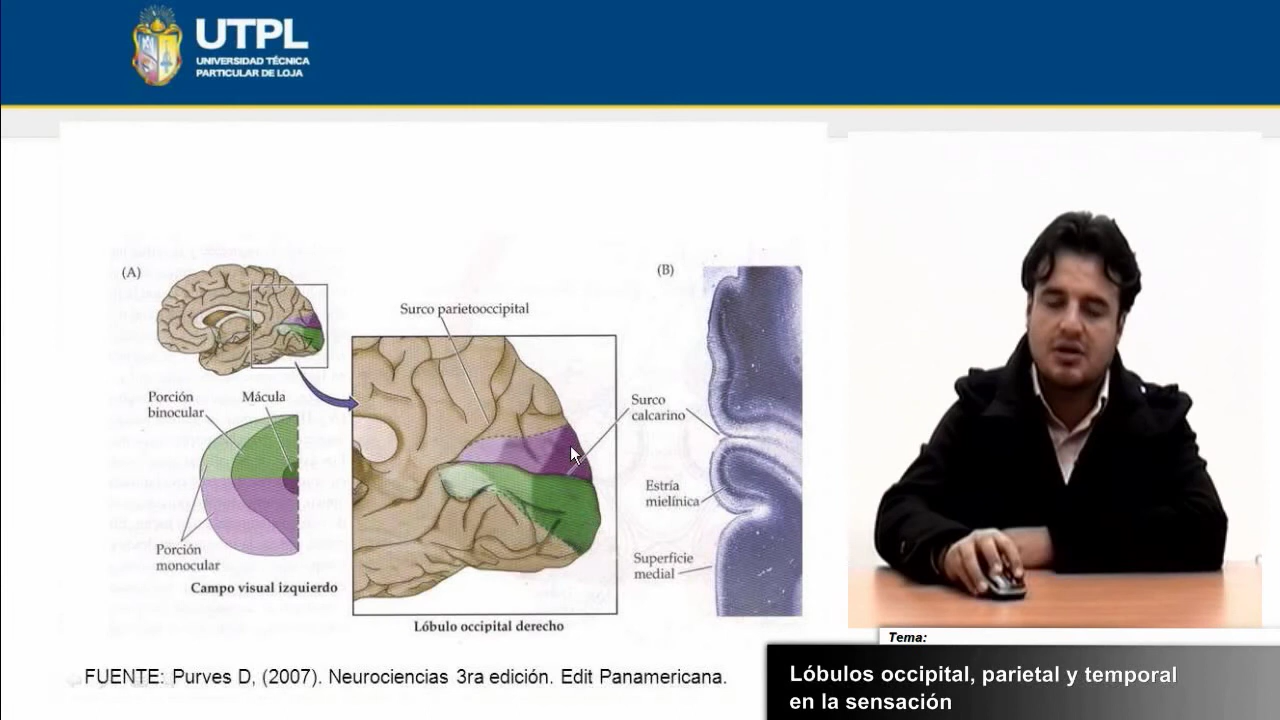 UTPL
UNIVERSIDAD TÉCNICA
PARTICULAR DE LOJA
(A)
Surco parietooccipital
Porción
binocular
Mácula
Porción
monocular
Campo visual izquierdo
Lóbulo occipital derecho
(B)
Surco
calcarino
Estría
mielínica
Superficie
medial
FUENTE: Purves D, (2007). Neurociencias 3ra edición. Edit Panamericana.
Tema:
Lóbulos occipital, parietal y temporal
en la sensación